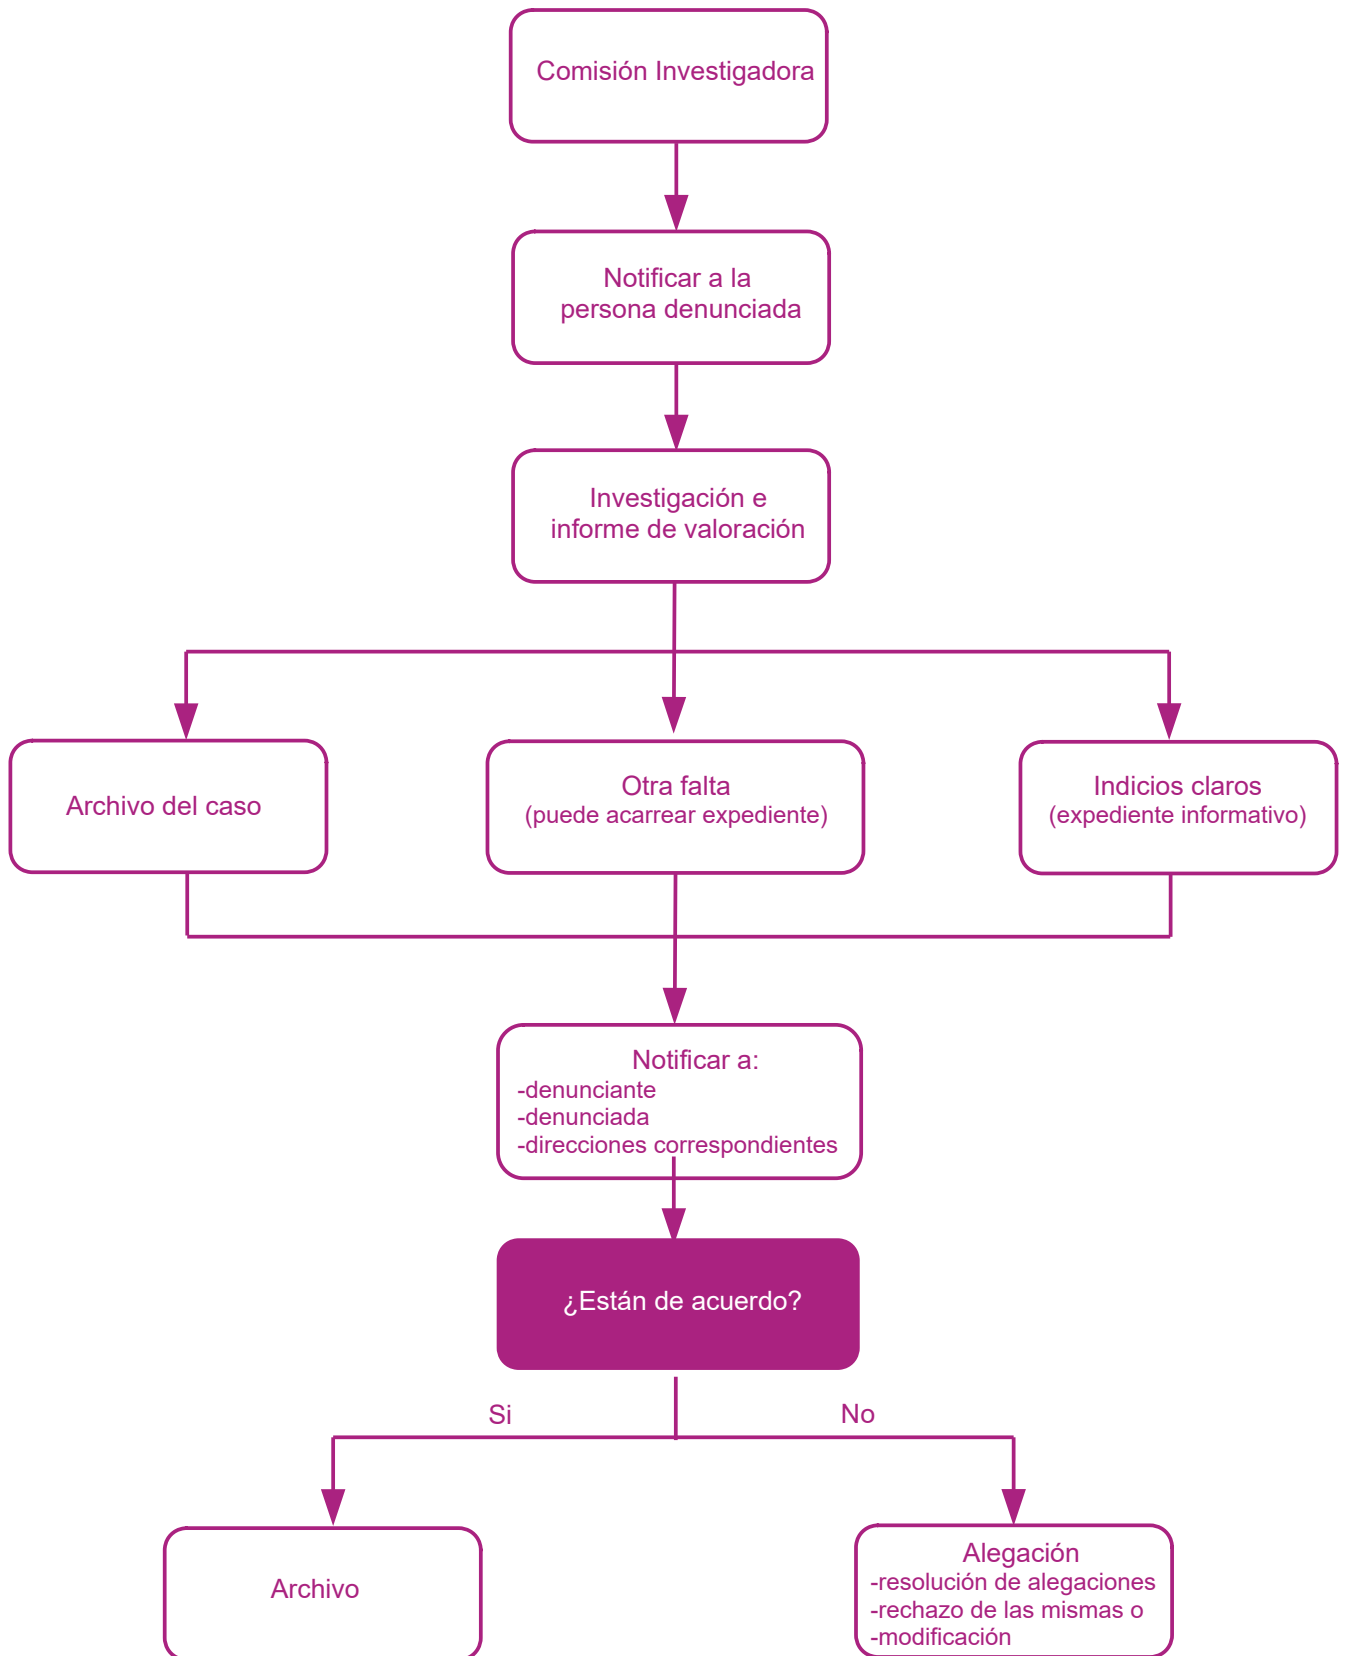 Comisión Investigadora
Notificar a la
persona denunciada
Investigación e
informe de valoración
Archivo del caso
Otra falta
(puede acarrear expediente)
Indicios claros
(expediente informativo)
Notificar a:
-denunciante
-denunciada
-direcciones correspondientes
¿Están de acuerdo?
Si
No
Archivo
Alegación
-resolución de alegaciones
-rechazo de las mismas o
-modificación